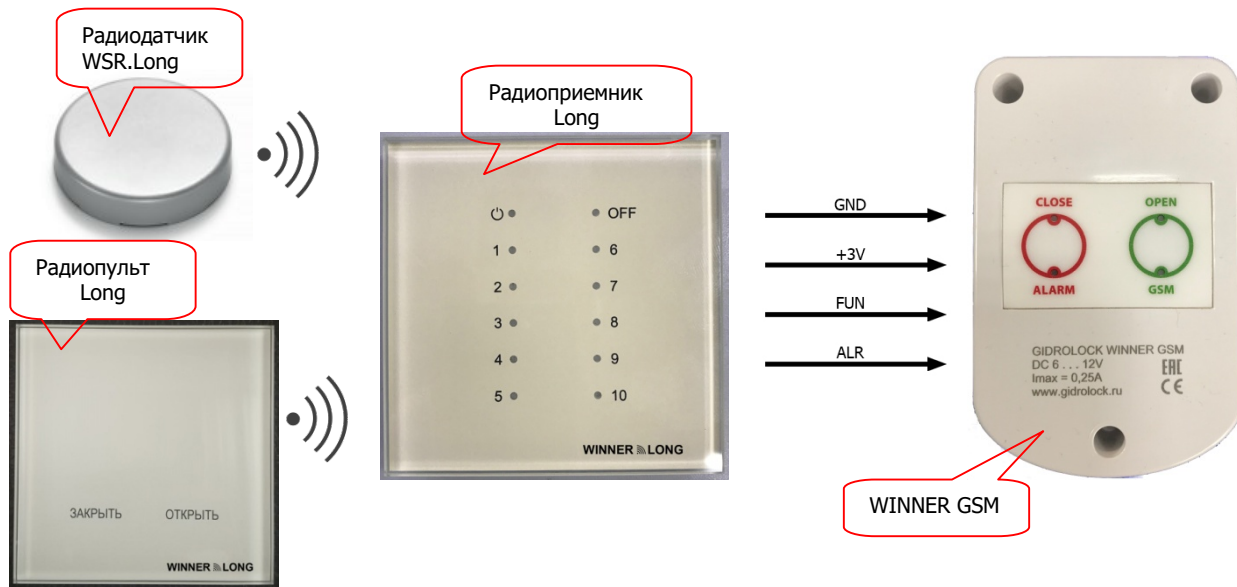 Радиодатчик
WSR.Long
Радиопульт
Long
ЗАКРЫТЬ ОТКРЫТЬ
WINNER LONG
Радиоприемник
Long
OFF
1 6
2 7
3 8
4 9
5 10
WINNER LONG
GND
+3V
FUN
ALR
CLOSE OPEN
ALARM GSM
GIDROLOCK WINNER GSM
DC 6 . . . 12V
Imax = 0,25A
www.gidrolock.ru
EAC
CE
WINNER GSM